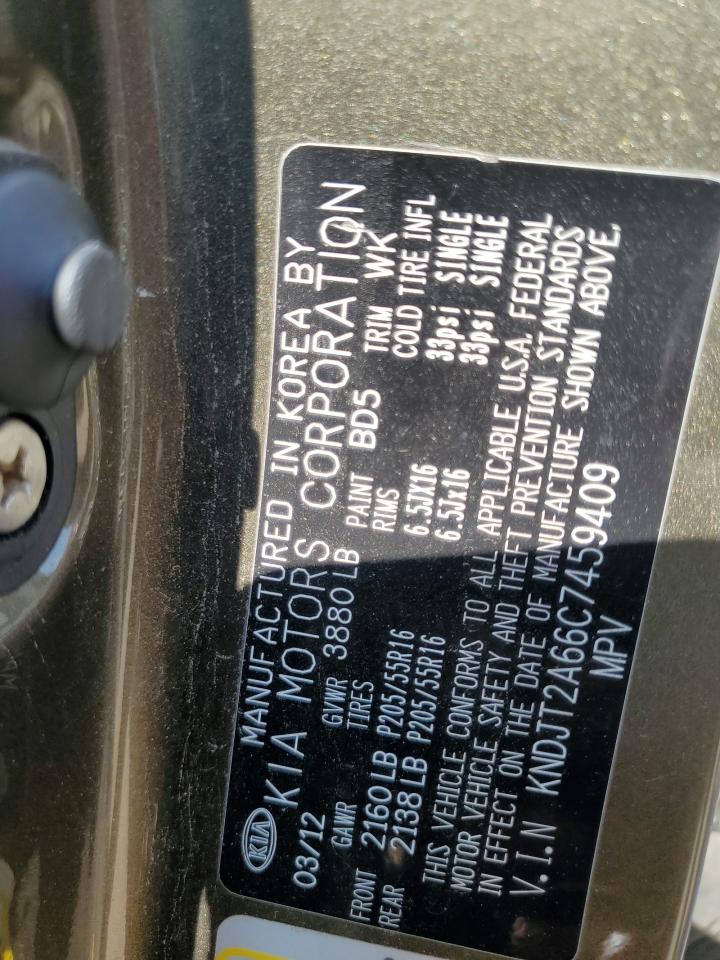 KIA MANUFACTURED IN KOREA BY
KIA MOTORS CORPORATION
03/12 GVWR 3880 LB PAINT BD5 TRIM WK
GAWR TIRES RIMS COLD TIRE INFL
FRONT 2160 LB P205/55R16 6.5JX16 33psi SINGLE
REAR 2138 LB P205/55R16 6.5Jx16 33psi SINGLE
THIS VEHICLE CONFORMS TO ALL APPLICABLE U.S.A. FEDERAL
MOTOR VEHICLE SAFETY AND THEFT PREVENTION STANDARDS
IN EFFECT ON THE DATE OF MANUFACTURE SHOWN ABOVE.
V.I.N KNDJT2A66C7459409
MPV